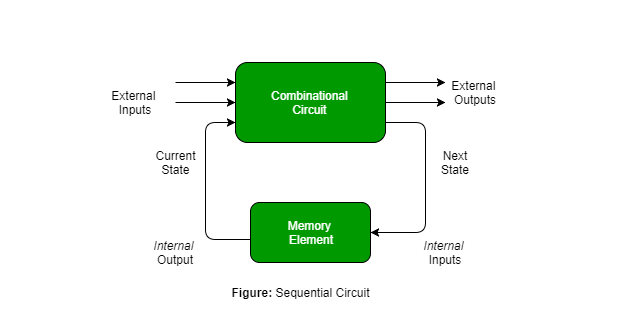 External
Inputs
Combinational
Circuit
External
Outputs
Current
State
Next
State
Memory
Element
Internal
Output
Internal
Inputs
Figure: Sequential Circuit